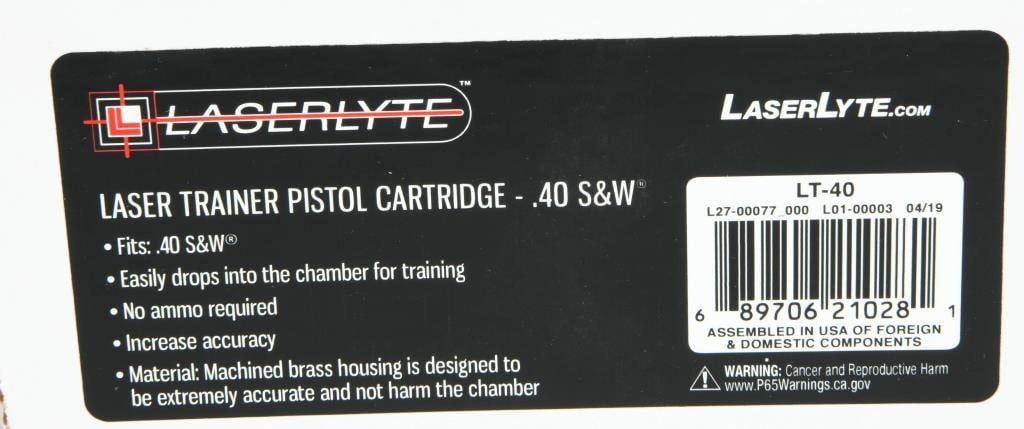 LASERLYTE™
LASERLYTE.COM
LASER TRAINER PISTOL CARTRIDGE - .40 S&W®
• Fits: .40 S&W®
• Easily drops into the chamber for training
• No ammo required
• Increase accuracy
• Material: Machined brass housing is designed to
be extremely accurate and not harm the chamber
LT-40
L27-00077_000 L01-00003 04/19
6 89706 21028 1
ASSEMBLED IN USA OF FOREIGN
& DOMESTIC COMPONENTS
WARNING: Cancer and Reproductive Harm
www.P65Warnings.ca.gov